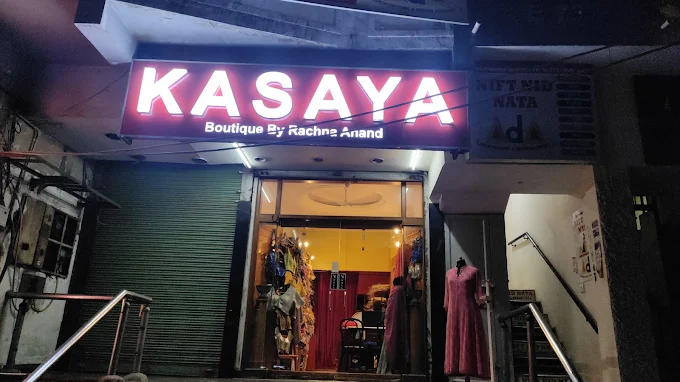 KASAYA
Boutique By Rachna Anand
NIFT NID
NATA
d